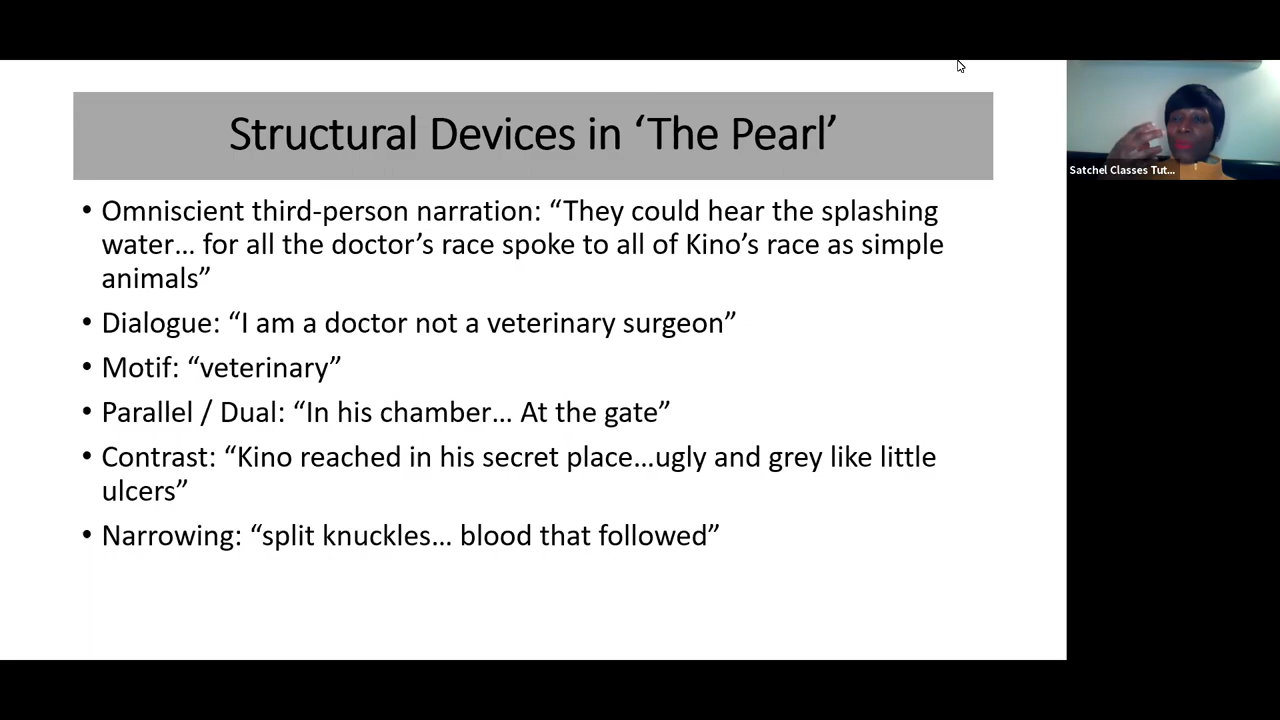 Structural Devices in ‘The Pearl’
• Omniscient third-person narration: “They could hear the splashing
water… for all the doctor’s race spoke to all of Kino’s race as simple
animals”
• Dialogue: “I am a doctor not a veterinary surgeon”
• Motif: “veterinary”
• Parallel / Dual: “In his chamber… At the gate”
• Contrast: “Kino reached in his secret place…ugly and grey like little
ulcers”
• Narrowing: “split knuckles… blood that followed”
Satchel Classes Tut...